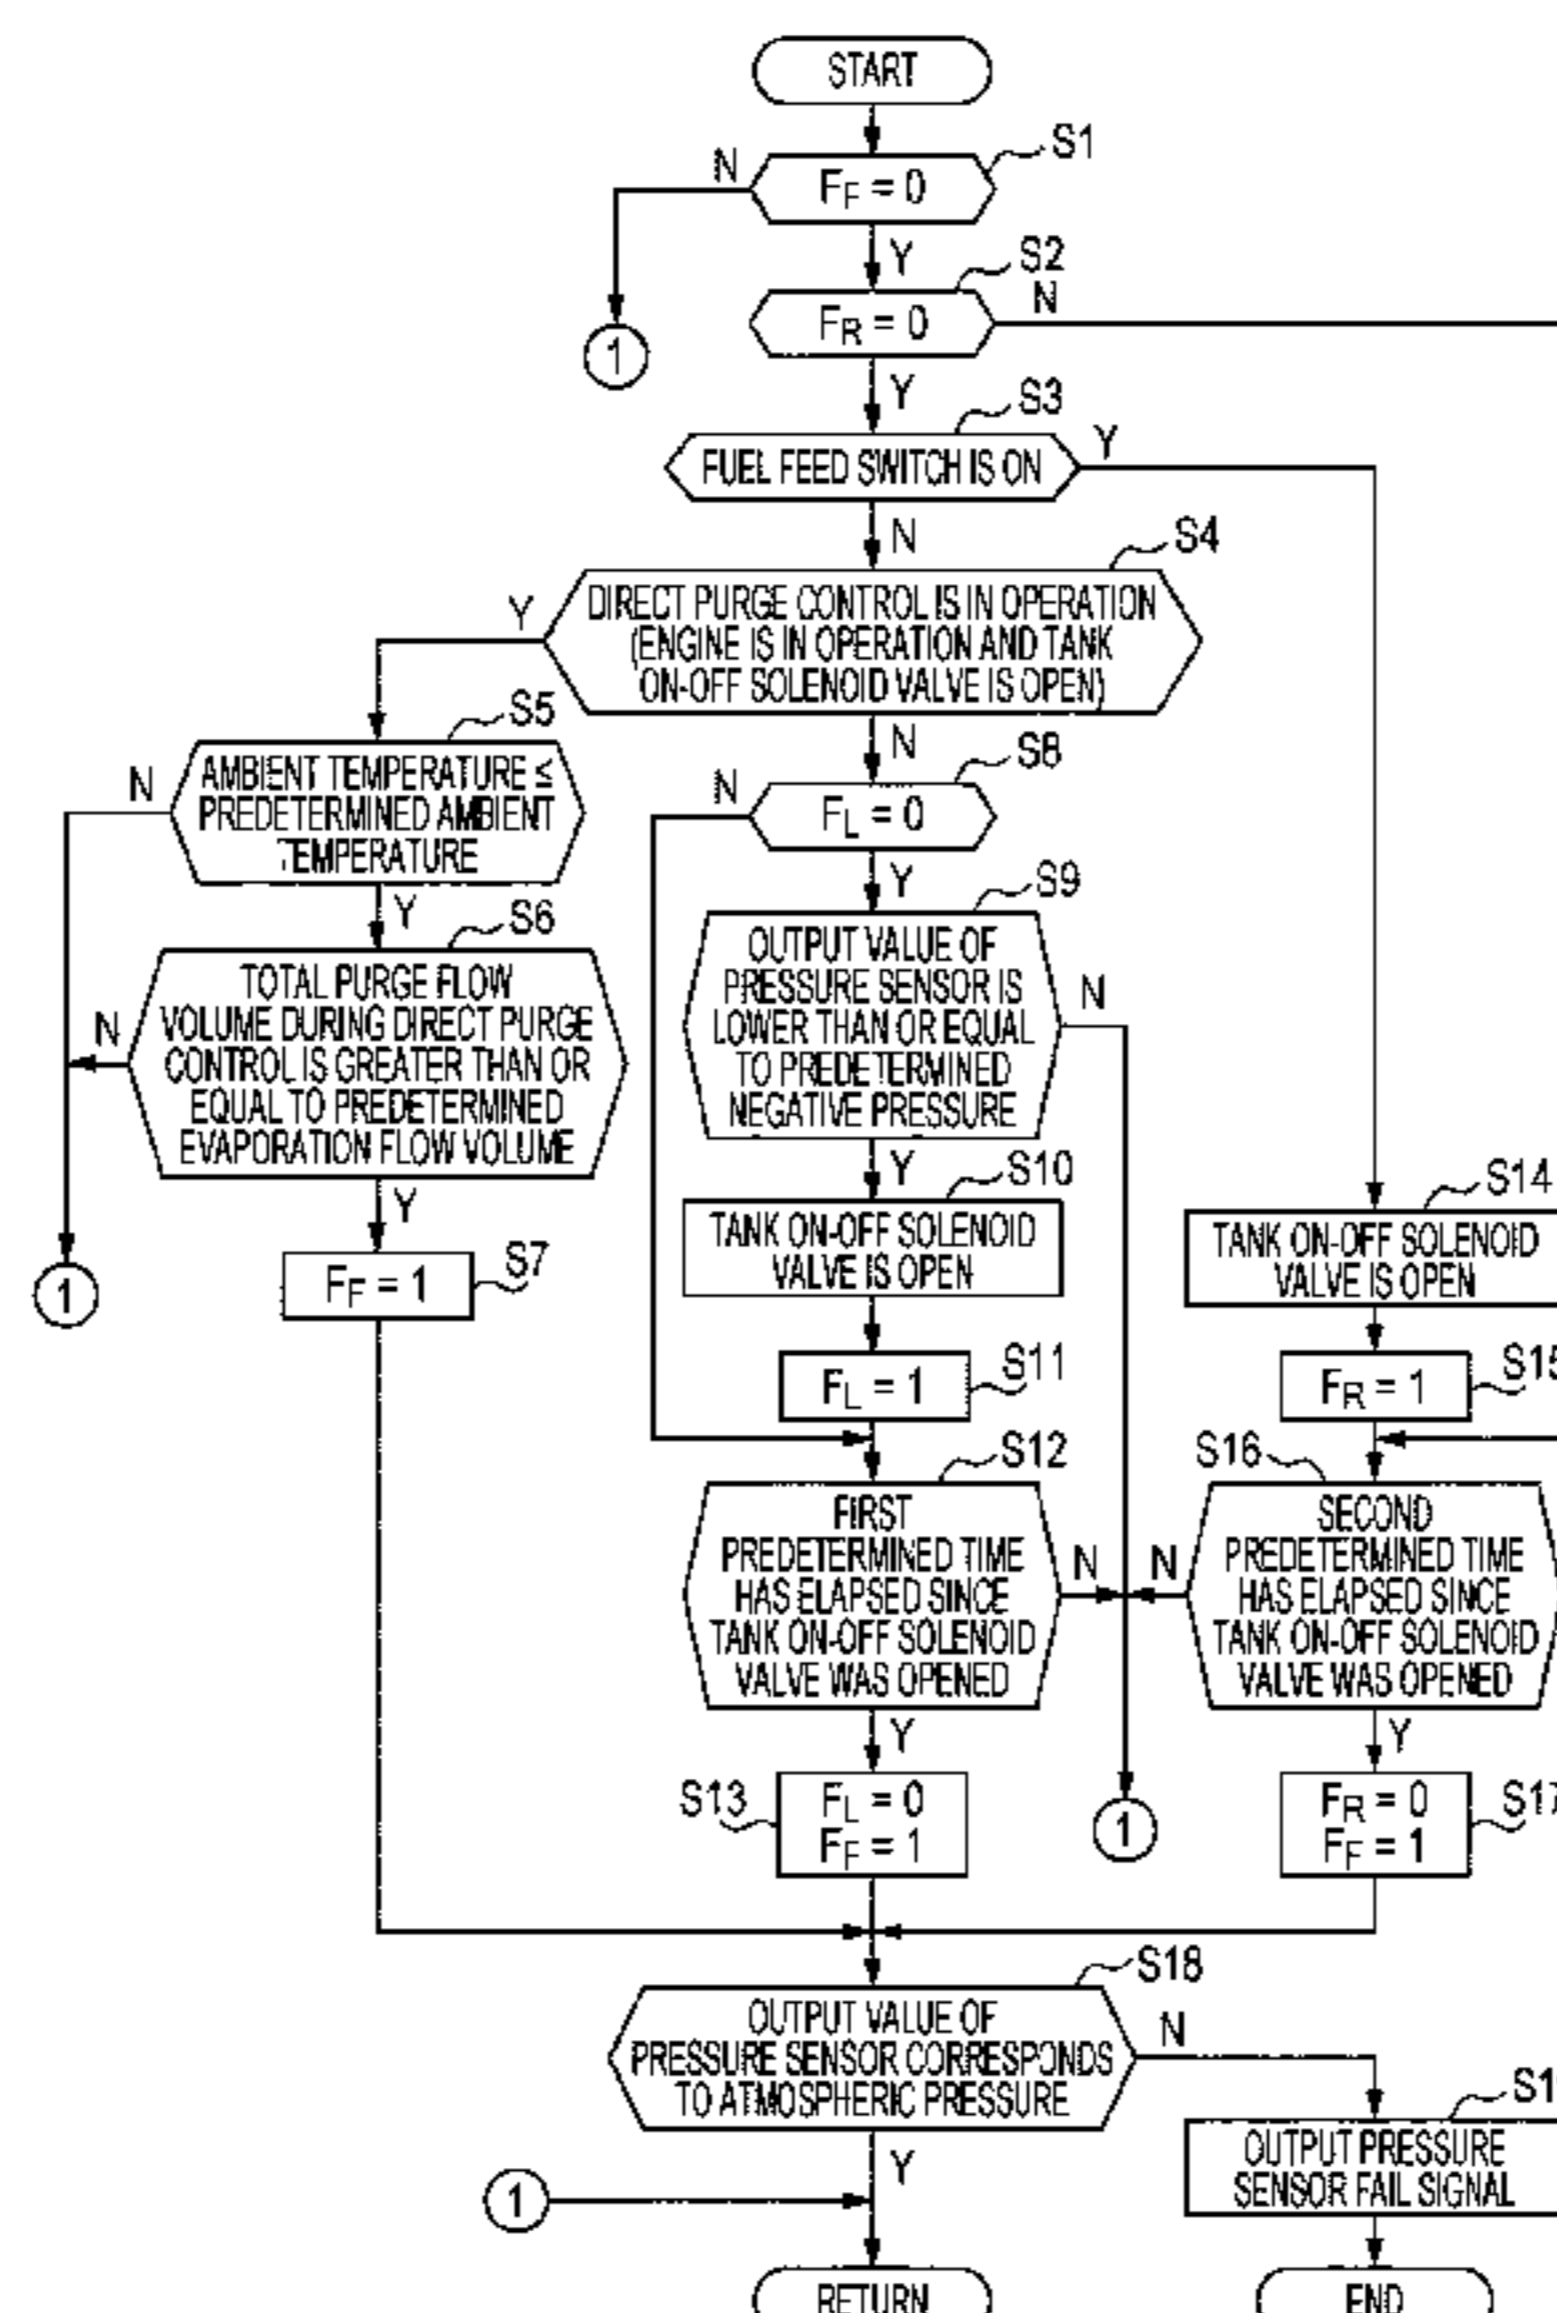 START
S1
N
FF = 0
Y
S2
N
FR = 0
1
Y
S3
Y
FUEL FEED SWITCH IS ON
N
S4
Y
DIRECT PURGE CONTROL IS IN OPERATION
(ENGINE IS IN OPERATION AND TANK
ON-OFF SOLENOID VALVE IS OPEN)
S5
N
S8
N
AMBIENT TEMPERATURE ≤
PREDETERMINED AMBIENT
TEMPERATURE
N
FL = 0
Y
S6
Y
S9
TOTAL PURGE FLOW
VOLUME DURING DIRECT PURGE
CONTROL IS GREATER THAN OR
EQUAL TO PREDETERMINED
EVAPORATION FLOW VOLUME
N
OUTPUT VALUE OF
PRESSURE SENSOR IS
LOWER THAN OR EQUAL
TO PREDETERMINED
NEGATIVE PRESSURE
N
Y
S10
S14
Y
TANK ON-OFF SOLENOID
VALVE IS OPEN
TANK ON-OFF SOLENOID
VALVE IS OPEN
1
FF = 1
S7
S11
FL = 1
FR = 1
S15
S12
S16
FIRST
PREDETERMINED TIME
HAS ELAPSED SINCE
TANK ON-OFF SOLENOID
VALVE WAS OPENED
N
N
SECOND
PREDETERMINED TIME
HAS ELAPSED SINCE
TANK ON-OFF SOLENOID
VALVE WAS OPENED
Y
Y
S13
FL = 0
FF = 1
1
FR = 0
FF = 1
S17
S18
OUTPUT VALUE OF
PRESSURE SENSOR CORRESPONDS
TO ATMOSPHERIC PRESSURE
N
Y
OUTPUT PRESSURE
SENSOR FAIL SIGNAL
1
RETURN
END